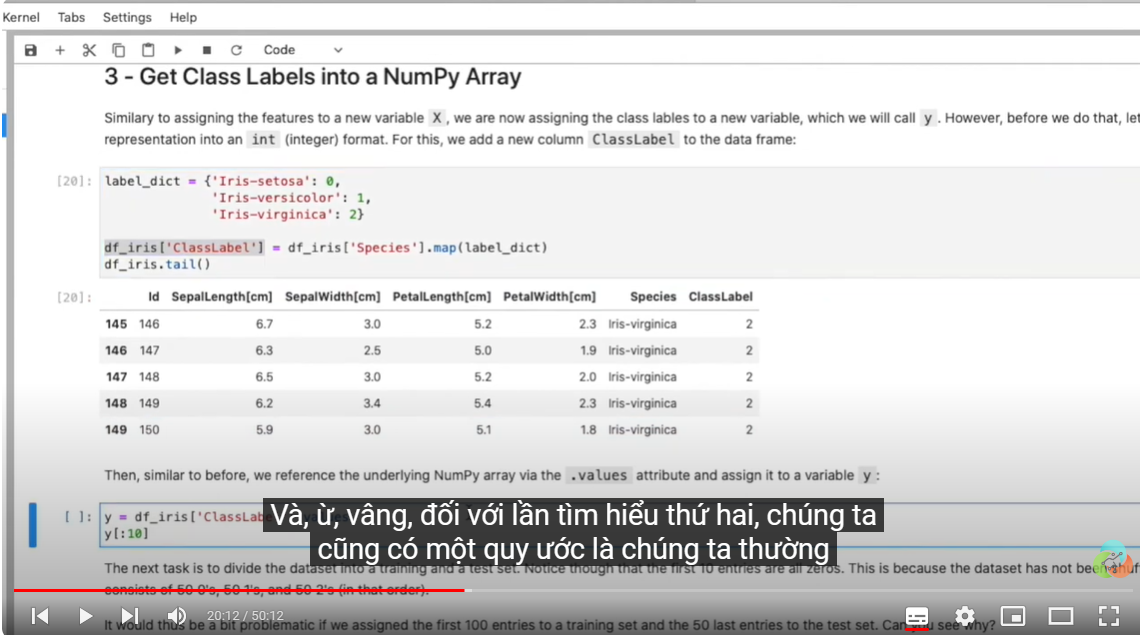 Kernel Tabs Settings Help
Code
3 - Get Class Labels into a NumPy Array
Similary to assigning the features to a new variable X, we are now assigning the class lables to a new variable, which we will call y. However, before we do that, let
representation into an int (integer) format. For this, we add a new column ClassLabel to the data frame:
[20]: label_dict = {'Iris-setosa': 0,
'Iris-versicolor': 1,
'Iris-virginica': 2}
df_iris['ClassLabel'] = df_iris['Species'].map(label_dict)
df_iris.tail()
[20]: Id SepalLength[cm] SepalWidth[cm] PetalLength[cm] PetalWidth[cm] Species ClassLabel
145 146 6.7 3.0 5.2 2.3 Iris-virginica 2
146 147 6.3 2.5 5.0 1.9 Iris-virginica 2
147 148 6.5 3.0 5.2 2.0 Iris-virginica 2
148 149 6.2 3.4 5.4 2.3 Iris-virginica 2
149 150 5.9 3.0 5.1 1.8 Iris-virginica 2
Then, similar to before, we reference the underlying NumPy array via the .values attribute and assign it to a variable y:
[ ]: y = df_iris['ClassLabe
y[:10]
Và, ừ, vâng, đối với lần tìm hiểu thứ hai, chúng ta
cũng có một quy ước là chúng ta thường
The next task is to divide the dataset into a training and a test set. Notice though that the first 10 entries are all zeros. This is because the dataset has not been shuf
consists of 50 0's, 50 1's, and 50 2's (in that order).
20:12 / 50:12
It would thus be a bit problematic if we assigned the first 100 entries to a training set and the 50 last entries to the test set. Can you see why?